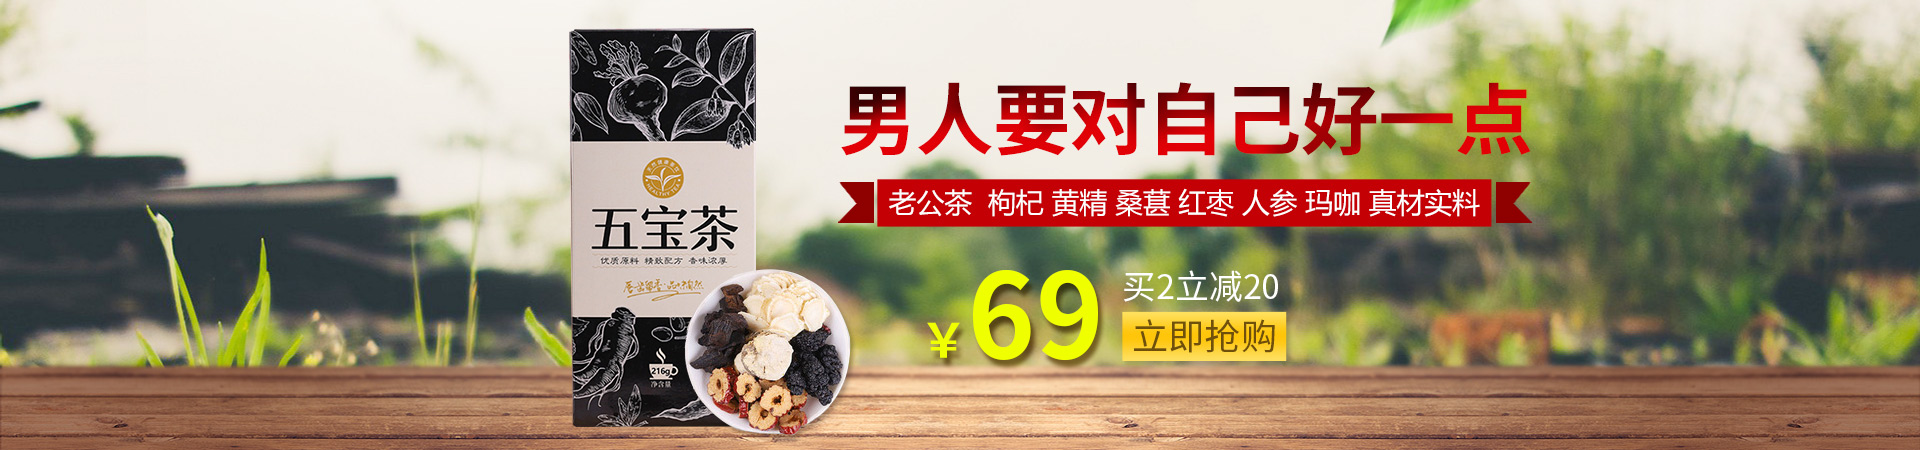 HEALTHY TEA
五宝茶
优质原料 精致配方 香味浓厚
216g
净含量
男人要对自己好一点
老公茶 枸杞 黄精 桑葚 红枣 人参 玛咖 真材实料
¥69
买2立减20
立即抢购